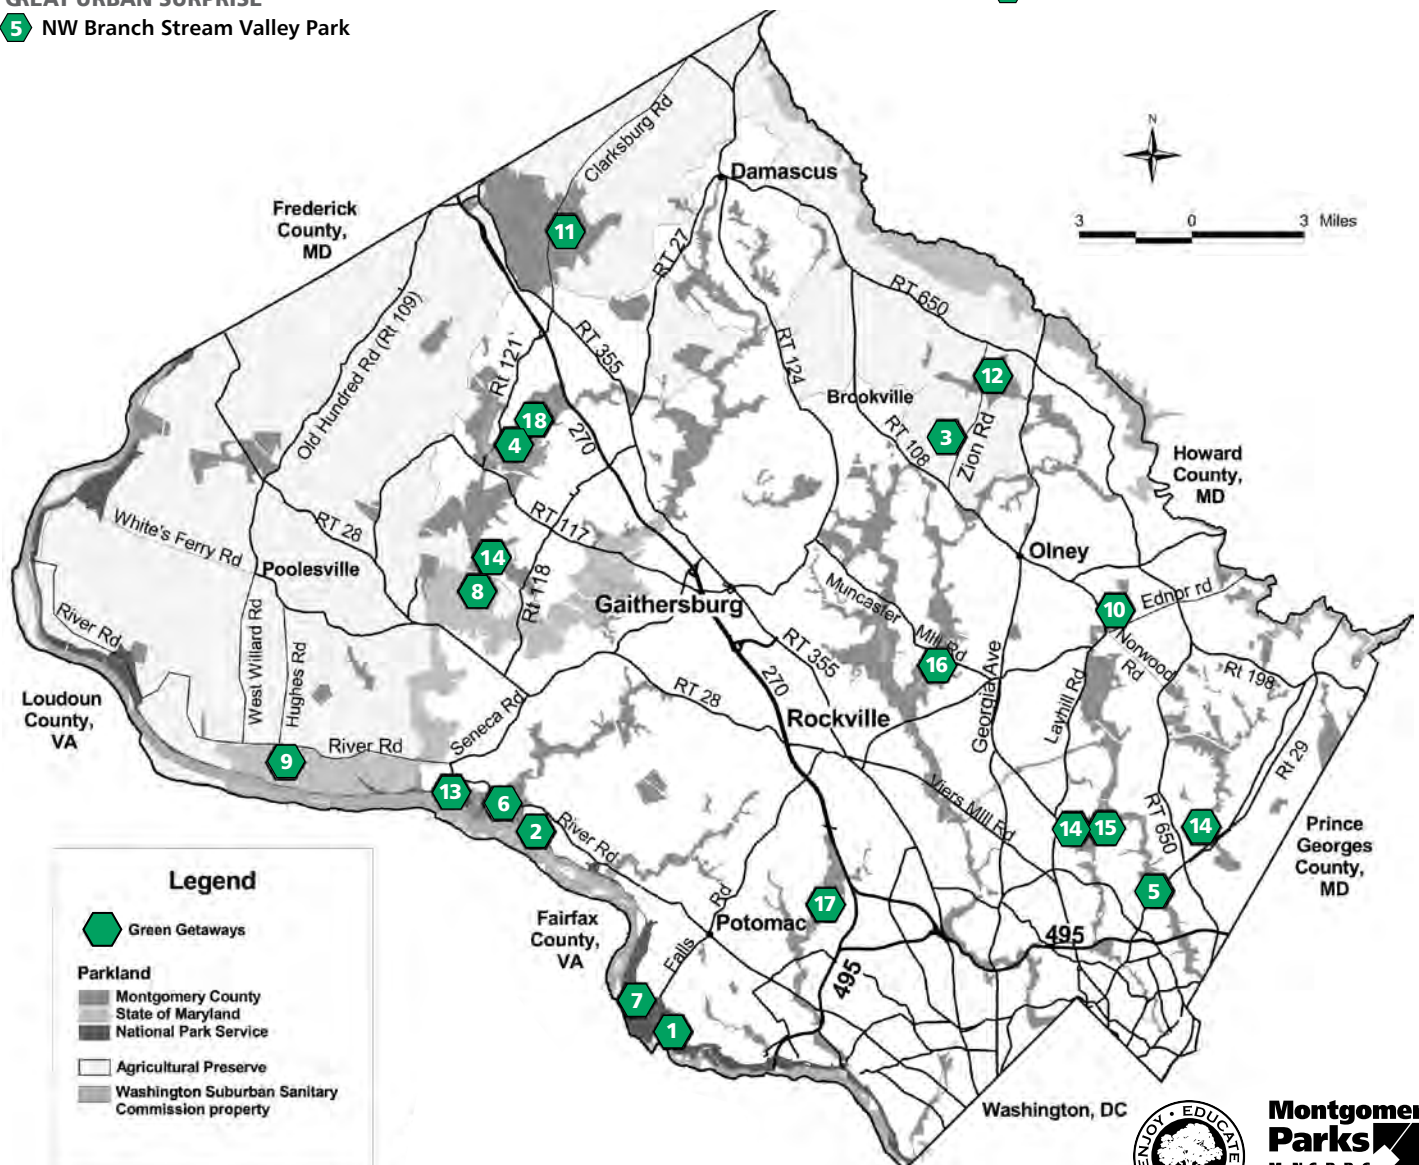 GREAT URBAN SURPRISE
5 NW Branch Stream Valley Park
N
3 0 3 Miles
Damascus
Clarksburg Rd
Frederick
County,
MD
11
RT 27
RT 650
Old Hundred Rd (Rt 109)
Rt 121
RT 355
RT 124
12
Brookville
18
4
270
3
RT 108
Zion Rd
Howard
County,
MD
White's Ferry Rd
RT 28
RT 117
Poolesville
14
8
Rt 118
Olney
Gaithersburg
Muncaster
Mill Rd
10
Ednor rd
River Rd
West Willard Rd
Hughes Rd
16
RT 355
Norwood
Rd
Rt 198
Loudoun
County,
VA
270
RT 28
Rockville
Georgia Ave
Layhill Rd
Seneca Rd
River Rd
9
Rt 29
13
6
2
River Rd
Viers Mill Rd
14
15
RT 650
14
Prince
Georges
County,
MD
5
17
Rd
Potomac
Falls
Fairfax
County,
VA
495
495
7
1
Legend
Green Getaways
Parkland
Montgomery County
State of Maryland
National Park Service
Agricultural Preserve
Washington Suburban Sanitary
Commission property
Washington, DC
ENJOY • EDUCATE
Montgomer
Parks